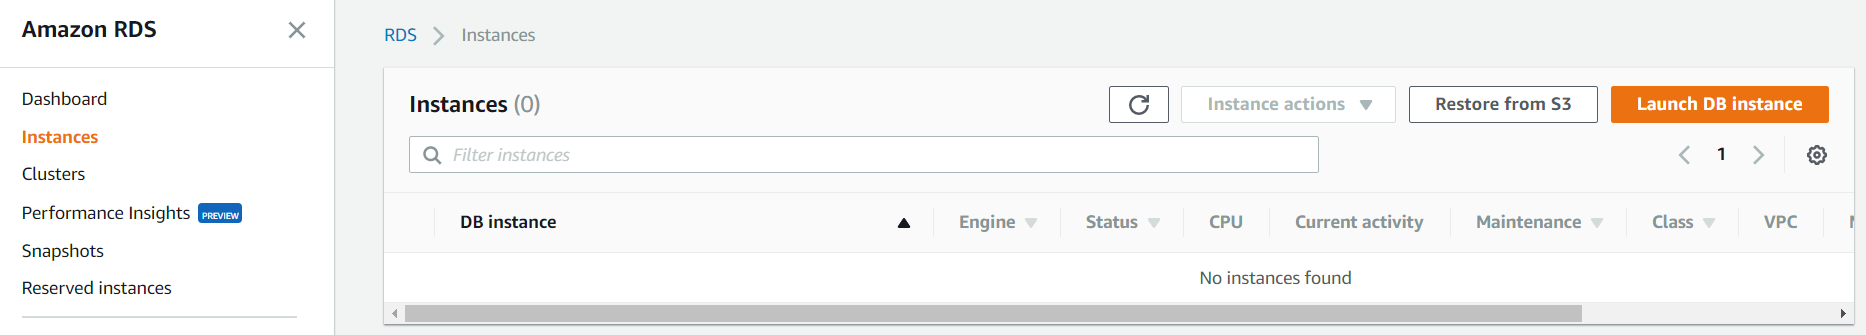 Amazon RDS
Dashboard
Instances
Clusters
Performance Insights PREVIEW
Snapshots
Reserved instances
RDS Instances
Instances (0)
Instance actions
Restore from S3
Launch DB instance
Filter instances
1
DB instance Engine Status CPU Current activity Maintenance Class VPC
No instances found